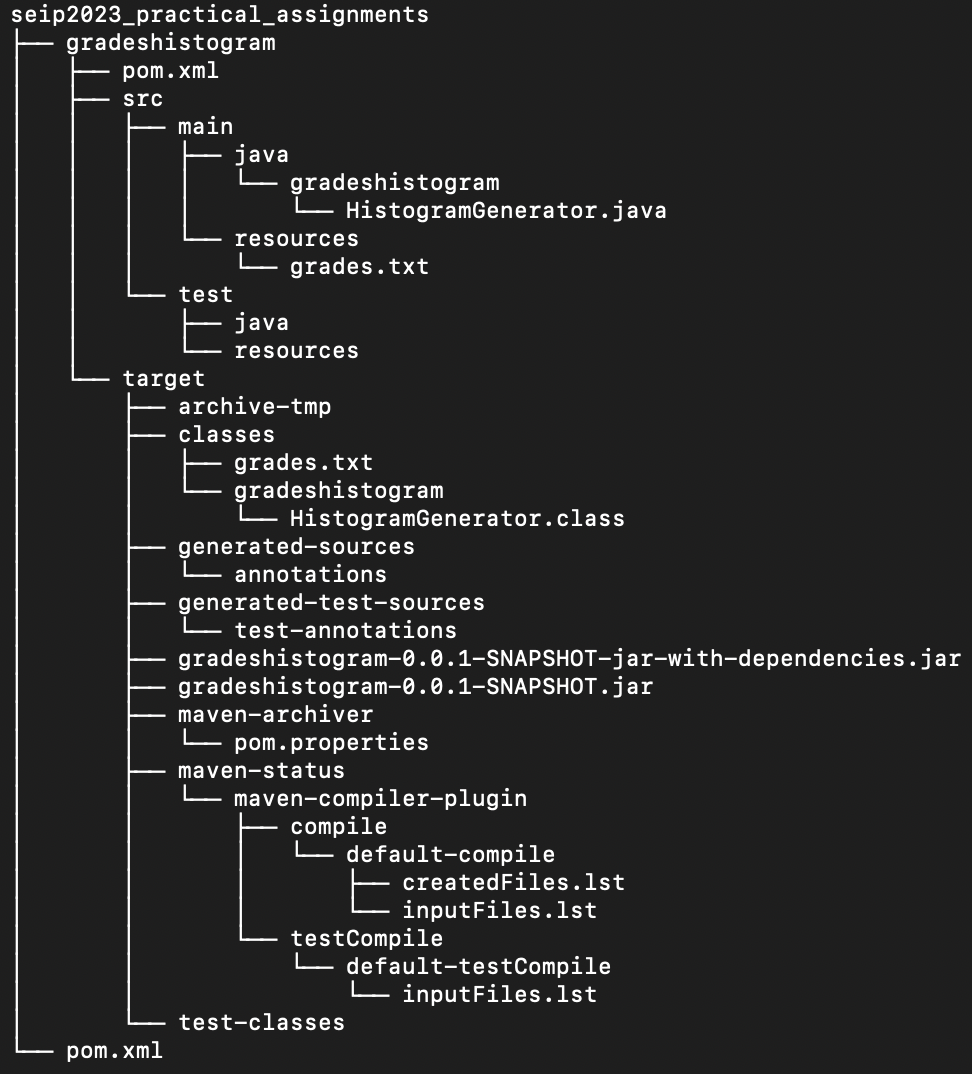 seip2023_practical_assignments
├── gradeshistogram
│   ├── pom.xml
│   ├── src
│   │   ├── main
│   │   │   ├── java
│   │   │   │   └── gradeshistogram
│   │   │   │       └── HistogramGenerator.java
│   │   │   └── resources
│   │   │       └── grades.txt
│   │   └── test
│   │       ├── java
│   │       └── resources
│   └── target
│       ├── archive-tmp
│       ├── classes
│       │   ├── grades.txt
│       │   └── gradeshistogram
│       │       └── HistogramGenerator.class
│       ├── generated-sources
│       │   └── annotations
│       ├── generated-test-sources
│       │   └── test-annotations
│       ├── gradeshistogram-0.0.1-SNAPSHOT-jar-with-dependencies.jar
│       ├── gradeshistogram-0.0.1-SNAPSHOT.jar
│       ├── maven-archiver
│       │   └── pom.properties
│       ├── maven-status
│       │   └── maven-compiler-plugin
│       │       ├── compile
│       │       │   └── default-compile
│       │       │       ├── createdFiles.lst
│       │       │       └── inputFiles.lst
│       │       └── testCompile
│       │           └── default-testCompile
│       │               └── inputFiles.lst
│       └── test-classes
└── pom.xml